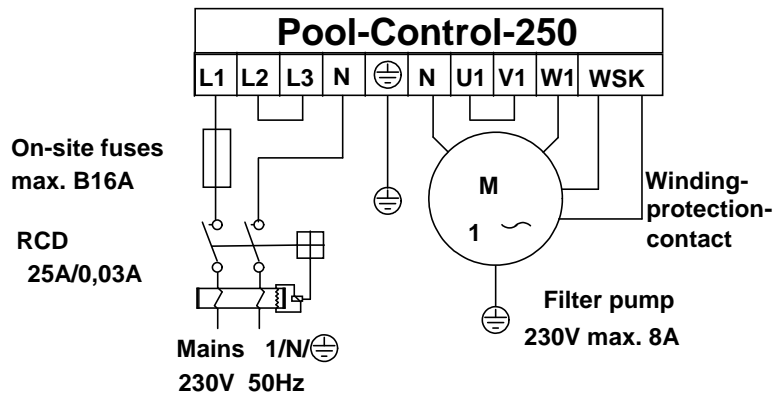 Pool-Control-250
L1 L2 L3 N N U1 V1 W1 WSK
On-site fuses
max. B16A
RCD
25A/0,03A
M
1
Winding-
protection-
contact
Filter pump
230V max. 8A
Mains 1/N/
230V 50Hz